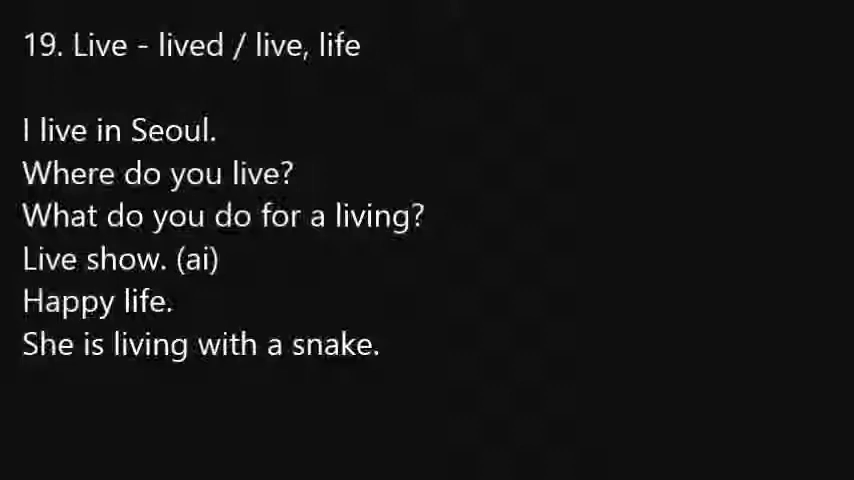 19. Live - lived / live, life
I live in Seoul.
Where do you live?
What do you do for a living?
Live show. (ai)
Happy life.
She is living with a snake.